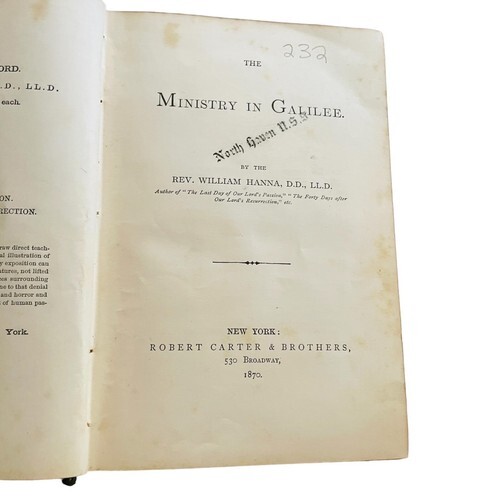 ORD.
D., LL.D.
each.
ON.
RECTION.
raw direct teach-
al illustration of
y exposition can
atures, not lifted
es surrounding
ne to that denial
and horror and
s of human pas-
York.
232
THE
MINISTRY IN GALILEE.
North Haven U.S.S
BY THE
REV. WILLIAM HANNA, D.D., LL.D.
Author of "The Last Day of Our Lord's Passion," "The Forty Days after
Our Lord's Resurrection," etc.
NEW YORK:
ROBERT CARTER & BROTHERS,
530 BROADWAY,
1870.